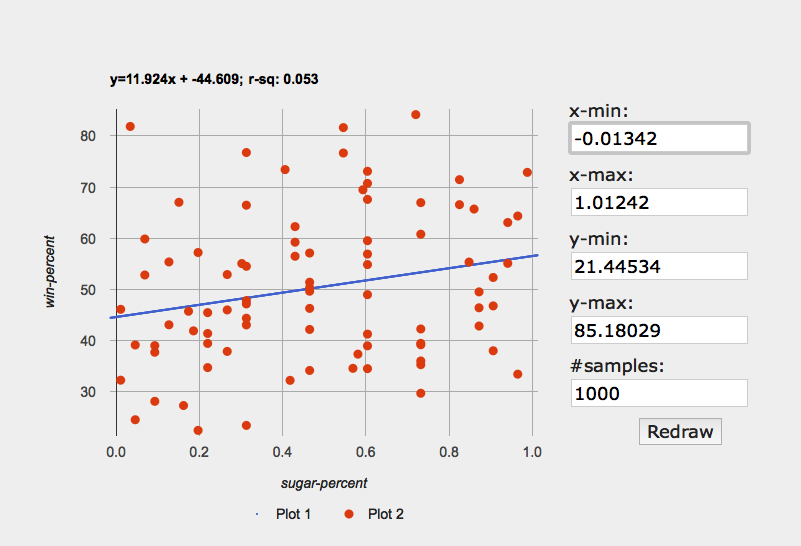 y=11.924x + -44.609; r-sq: 0.053
win-percent
80
70
60
50
40
30
0.0 0.2 0.4 0.6 0.8 1.0
sugar-percent
Plot 1 Plot 2
x-min:
-0.01342
x-max:
1.01242
y-min:
21.44534
y-max:
85.18029
#samples:
1000
Redraw